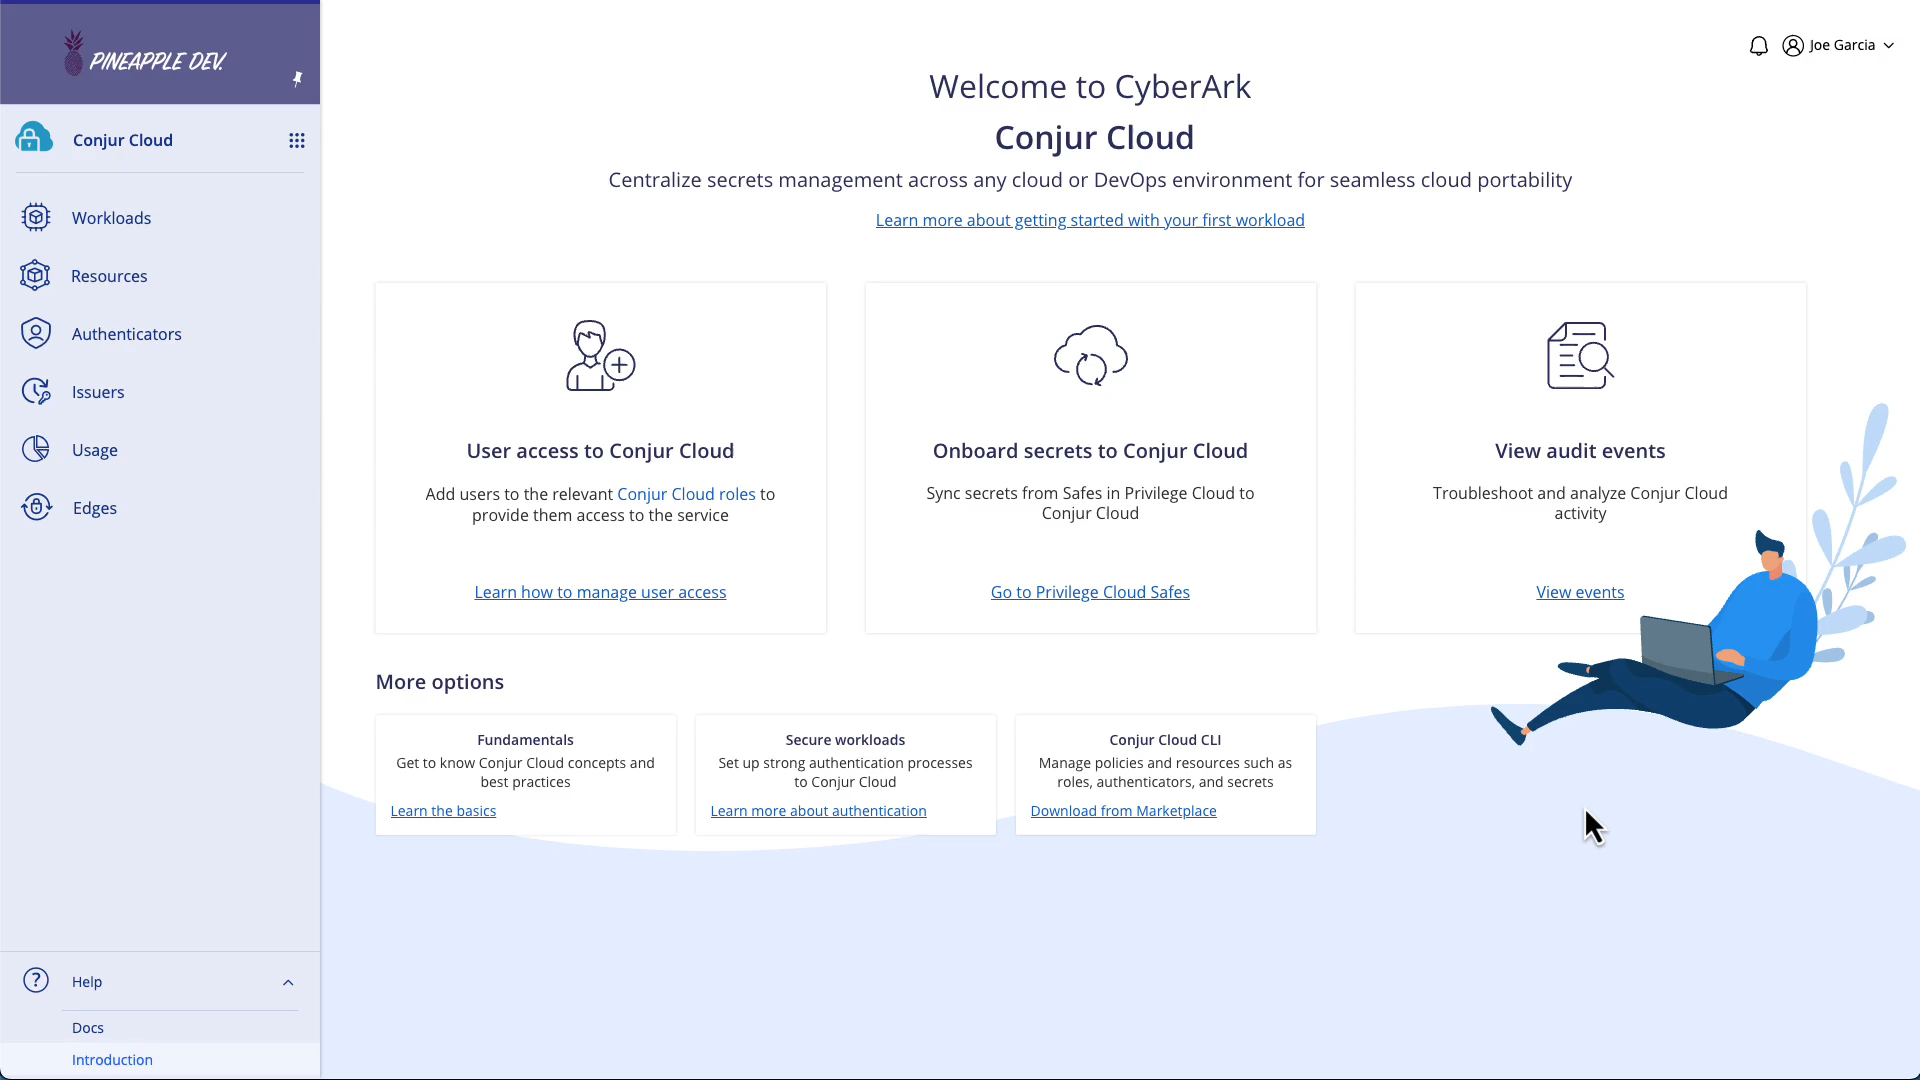 PINEAPPLE DEV.
Conjur Cloud
Workloads
Resources
Authenticators
Issuers
Usage
Edges
Help
Docs
Introduction
Joe Garcia
Welcome to CyberArk
Conjur Cloud
Centralize secrets management across any cloud or DevOps environment for seamless cloud portability
Learn more about getting started with your first workload
User access to Conjur Cloud
Add users to the relevant Conjur Cloud roles to
provide them access to the service
Learn how to manage user access
Onboard secrets to Conjur Cloud
Sync secrets from Safes in Privilege Cloud to
Conjur Cloud
Go to Privilege Cloud Safes
View audit events
Troubleshoot and analyze Conjur Cloud
activity
View events
More options
Fundamentals
Get to know Conjur Cloud concepts and
best practices
Learn the basics
Secure workloads
Set up strong authentication processes
to Conjur Cloud
Learn more about authentication
Conjur Cloud CLI
Manage policies and resources such as
roles, authenticators, and secrets
Download from Marketplace